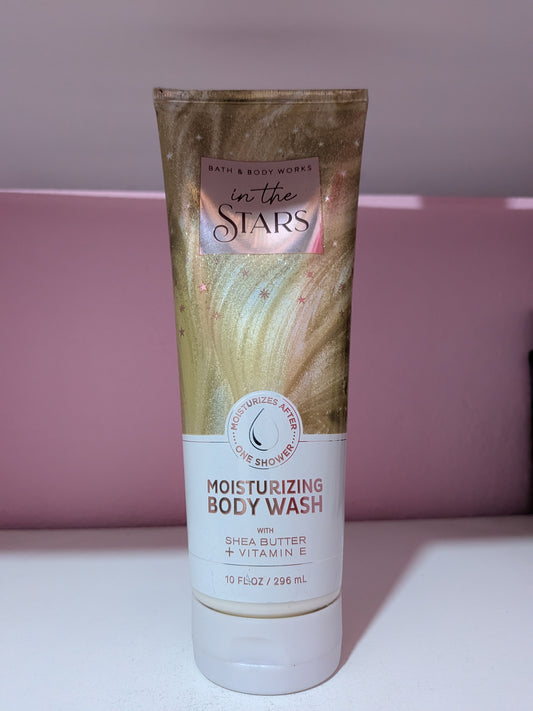 BATH & BODY WORKS
in the
STARS
MOISTURIZES AFTER
ONE SHOWER
MOISTURIZING
BODY WASH
WITH
SHEA BUTTER
+ VITAMIN E
10 FL OZ / 296 mL